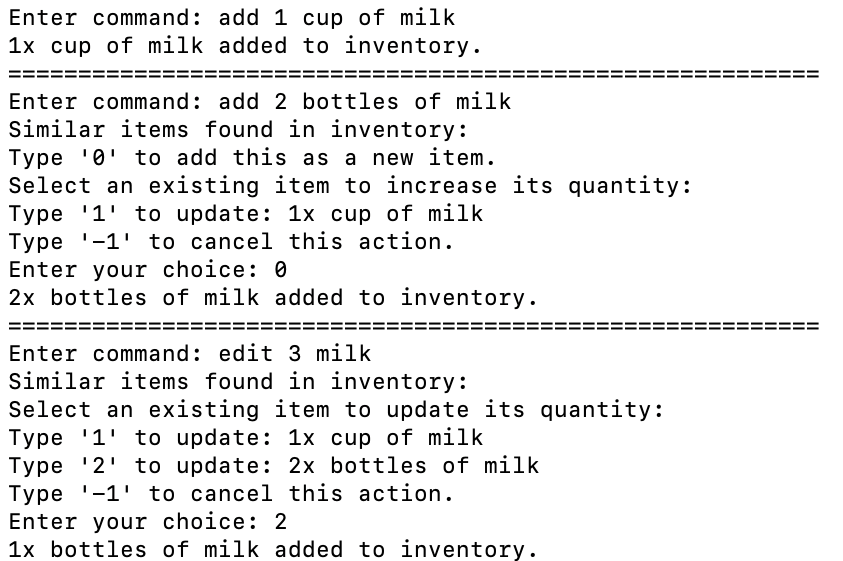 Enter command: add 1 cup of milk
1x cup of milk added to inventory.
==========================================================
Enter command: add 2 bottles of milk
Similar items found in inventory:
Type '0' to add this as a new item.
Select an existing item to increase its quantity:
Type '1' to update: 1x cup of milk
Type '-1' to cancel this action.
Enter your choice: 0
2x bottles of milk added to inventory.
==========================================================
Enter command: edit 3 milk
Similar items found in inventory:
Select an existing item to update its quantity:
Type '1' to update: 1x cup of milk
Type '2' to update: 2x bottles of milk
Type '-1' to cancel this action.
Enter your choice: 2
1x bottles of milk added to inventory.